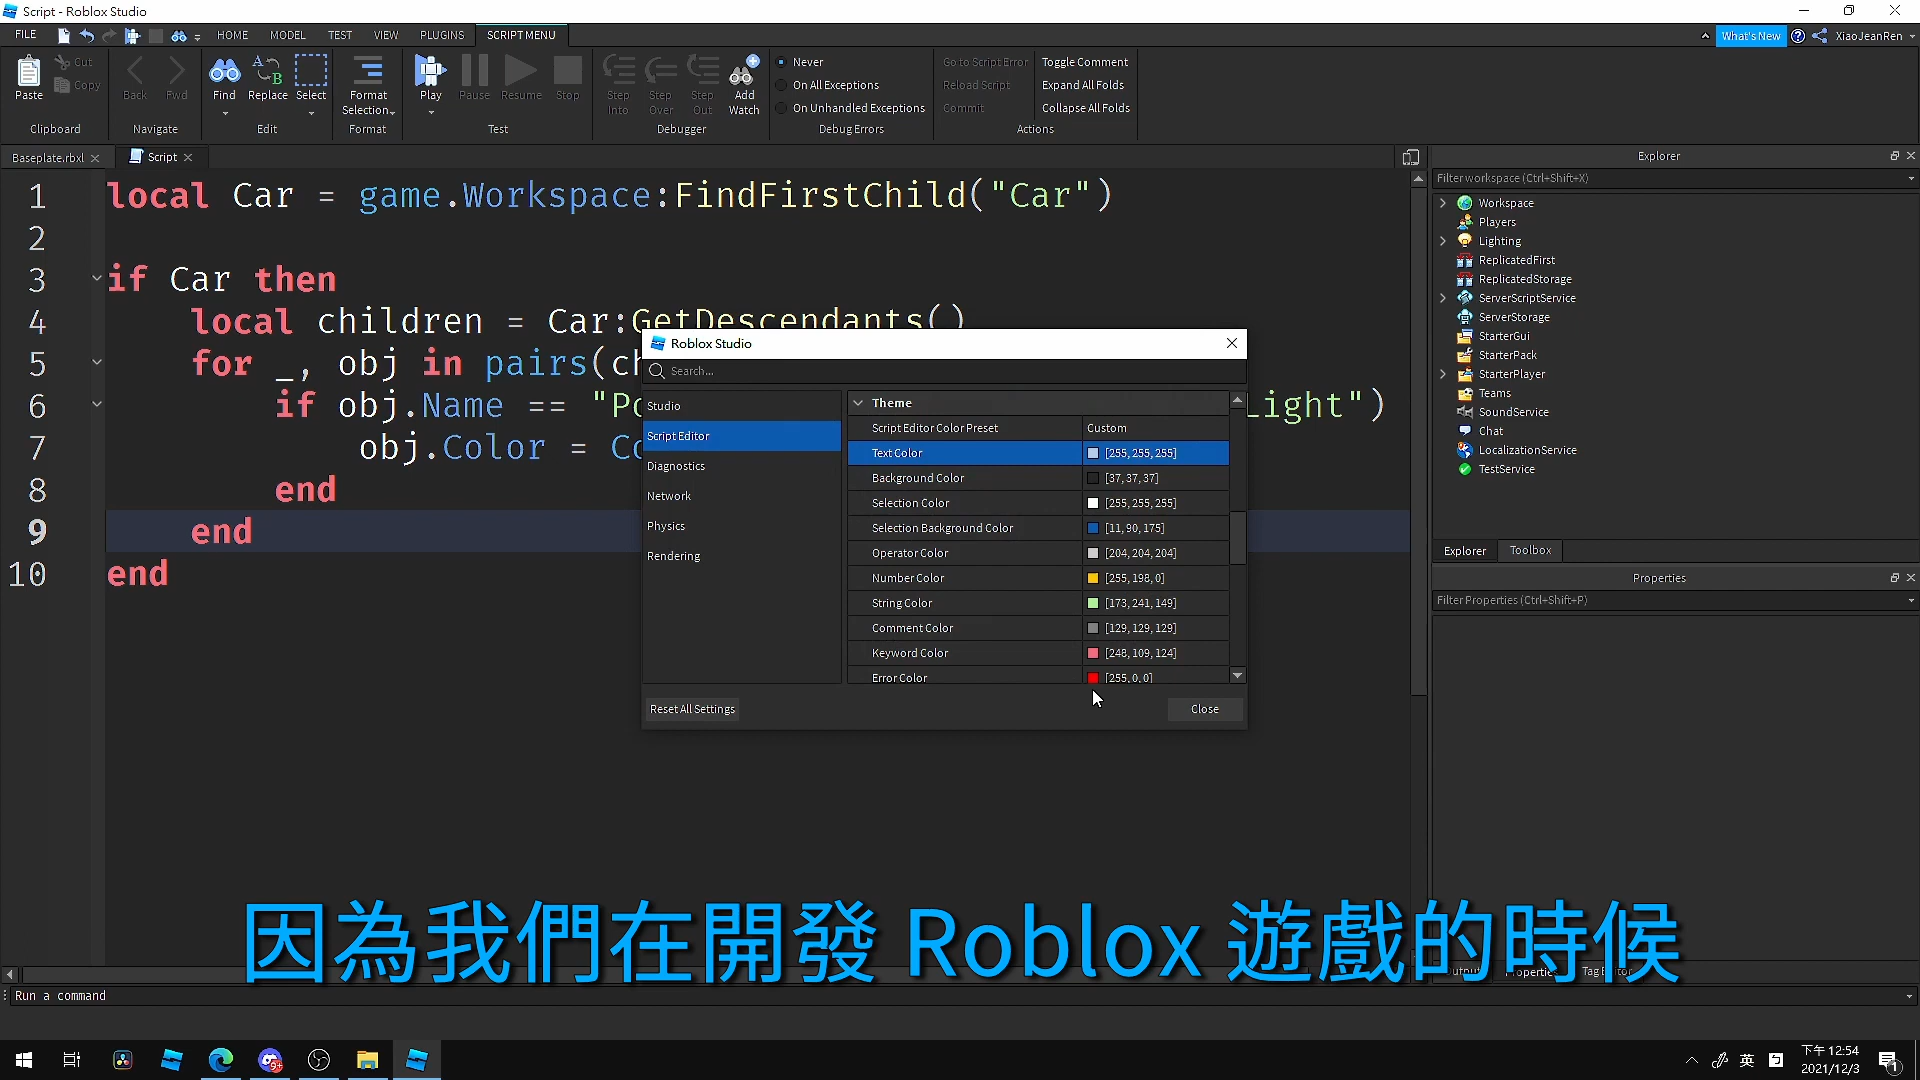 Script - Roblox Studio
FILE HOME MODEL TEST VIEW PLUGINS SCRIPT MENU What's New XiaoJeanRen
Paste Cut Copy Back Fwd Find Replace Select Format Selection Play Pause Resume Stop Step Into Step Over Step Out Add Watch
Never
On All Exceptions
On Unhandled Exceptions
Go to Script Error
Reload Script
Commit
Toggle Comment
Expand All Folds
Collapse All Folds
Clipboard Navigate Edit Format Test Debugger Debug Errors Actions
Baseplate.rbxl Script
1 local Car = game.Workspace:FindFirstChild("Car")
2
3 if Car then
4 local children = Car:GetDescendants()
5 for _, obj in pairs(ch
6 if obj.Name == "Po Light")
7 obj.Color = Co
8 end
9 end
10 end
Roblox Studio
Search...
Studio
Script Editor
Diagnostics
Network
Physics
Rendering
Theme
Script Editor Color Preset Custom
Text Color [255, 255, 255]
Background Color [37, 37, 37]
Selection Color [255, 255, 255]
Selection Background Color [11, 90, 175]
Operator Color [204, 204, 204]
Number Color [255, 198, 0]
String Color [173, 241, 149]
Comment Color [129, 129, 129]
Keyword Color [248, 109, 124]
Error Color [255, 0, 0]
Reset All Settings Close
Explorer
Filter workspace (Ctrl+Shift+X)
Workspace
Players
Lighting
ReplicatedFirst
ReplicatedStorage
ServerScriptService
ServerStorage
StarterGui
StarterPack
StarterPlayer
Teams
SoundService
Chat
LocalizationService
TestService
Explorer Toolbox
Properties
Filter Properties (Ctrl+Shift+P)
因為我們在開發 Roblox 遊戲的時候
Output Properties Tag Editor
Run a command
9+
英
下午 12:54
2021/12/3
1